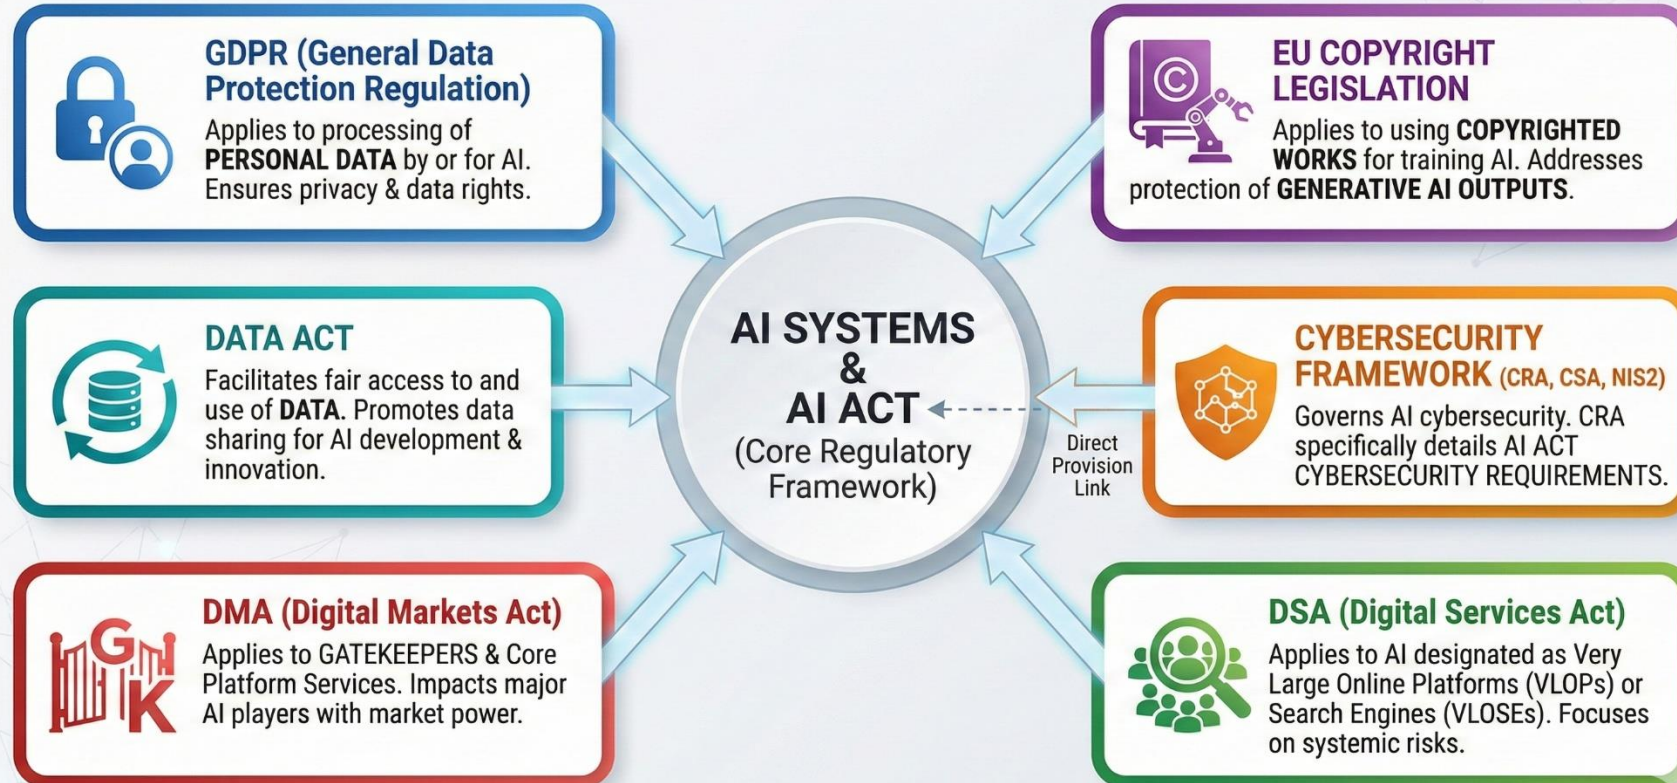 GDPR (General Data
Protection Regulation)
Applies to processing of
PERSONAL DATA by or for AI.
Ensures privacy & data rights.
DATA ACT
Facilitates fair access to and
use of DATA. Promotes data
sharing for AI development &
innovation.
G
K
DMA (Digital Markets Act)
Applies to GATEKEEPERS & Core
Platform Services. Impacts major
AI players with market power.
AI SYSTEMS
&
AI ACT
(Core Regulatory
Framework)
Direct
Provision
Link
©
EU COPYRIGHT
LEGISLATION
Applies to using COPYRIGHTED
WORKS for training AI. Addresses
protection of GENERATIVE AI OUTPUTS.
CYBERSECURITY
FRAMEWORK (CRA, CSA, NIS2)
Governs AI cybersecurity. CRA
specifically details AI ACT
CYBERSECURITY REQUIREMENTS.
DSA (Digital Services Act)
Applies to AI designated as Very
Large Online Platforms (VLOPs) or
Search Engines (VLOSEs). Focuses
on systemic risks.